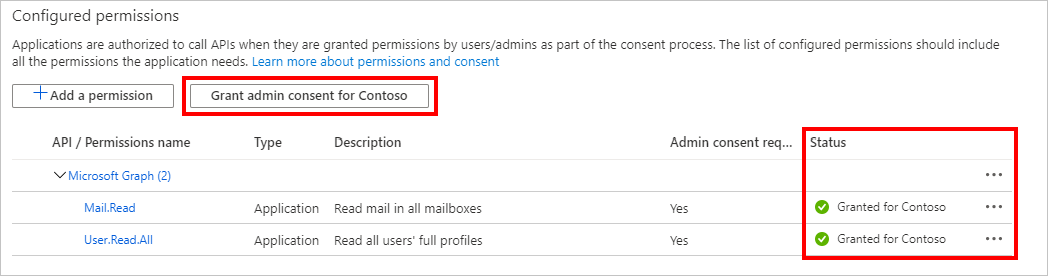 Configured permissions
Applications are authorized to call APIs when they are granted permissions by users/admins as part of the consent process. The list of configured permissions should include
all the permissions the application needs. Learn more about permissions and consent
+ Add a permission Grant admin consent for Contoso
API / Permissions name Type Description Admin consent req... Status
Microsoft Graph (2) ...
Mail.Read Application Read mail in all mailboxes Yes Granted for Contoso ...
User.Read.All Application Read all users' full profiles Yes Granted for Contoso ...